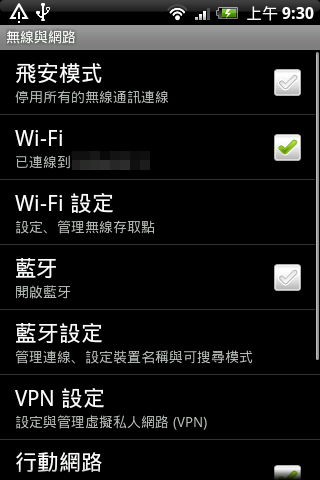 上午 9:30
無線與網路
飛安模式
停用所有的無線通訊連線
Wi-Fi
已連線到
Wi-Fi 設定
設定、管理無線存取點
藍牙
開啟藍牙
藍牙設定
管理連線、設定裝置名稱與可搜尋模式
VPN 設定
設定與管理虛擬私人網路 (VPN)
行動網路